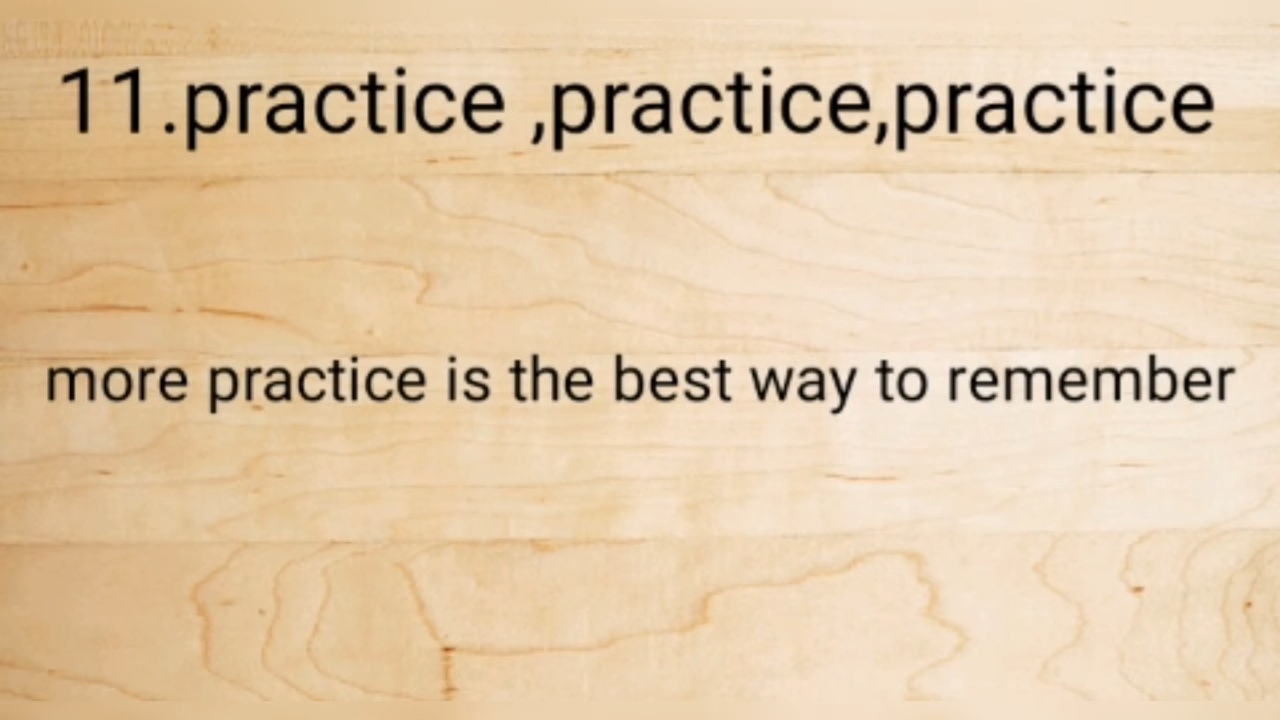 11.practice ,practice,practice
more practice is the best way to remember